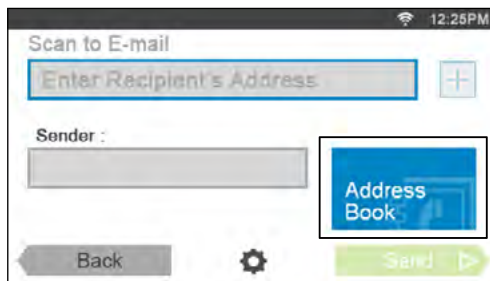 12:25PM
Scan to E-mail
Enter Recipient's Address
Sender :
Address
Book
Back
Send